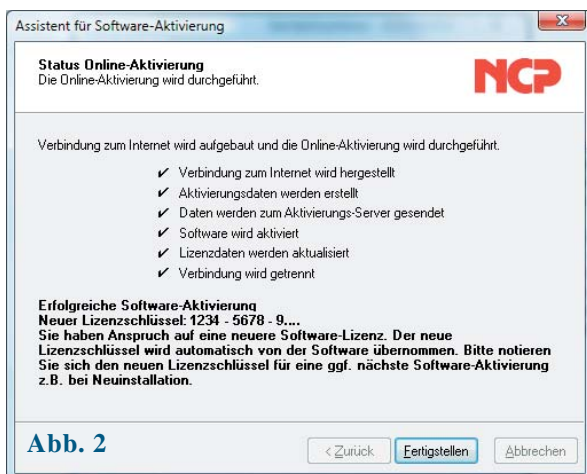 Assistent für Software-Aktivierung
Status Online-Aktivierung
Die Online-Aktivierung wird durchgeführt.
NCP
Verbindung zum Internet wird aufgebaut und die Online-Aktivierung wird durchgeführt.
✔ Verbindung zum Internet wird hergestellt
✔ Aktivierungsdaten werden erstellt
✔ Daten werden zum Aktivierungs-Server gesendet
✔ Software wird aktiviert
✔ Lizenzdaten werden aktualisiert
✔ Verbindung wird getrennt
Erfolgreiche Software-Aktivierung
Neuer Lizenzschlüssel: 1234 - 5678 - 9....
Sie haben Anspruch auf eine neuere Software-Lizenz. Der neue
Lizenzschlüssel wird automatisch von der Software übernommen. Bitte notieren
Sie sich den neuen Lizenzschlüssel für eine ggf. nächste Software-Aktivierung
z.B. bei Neuinstallation.
Abb. 2
< Zurück Fertigstellen Abbrechen